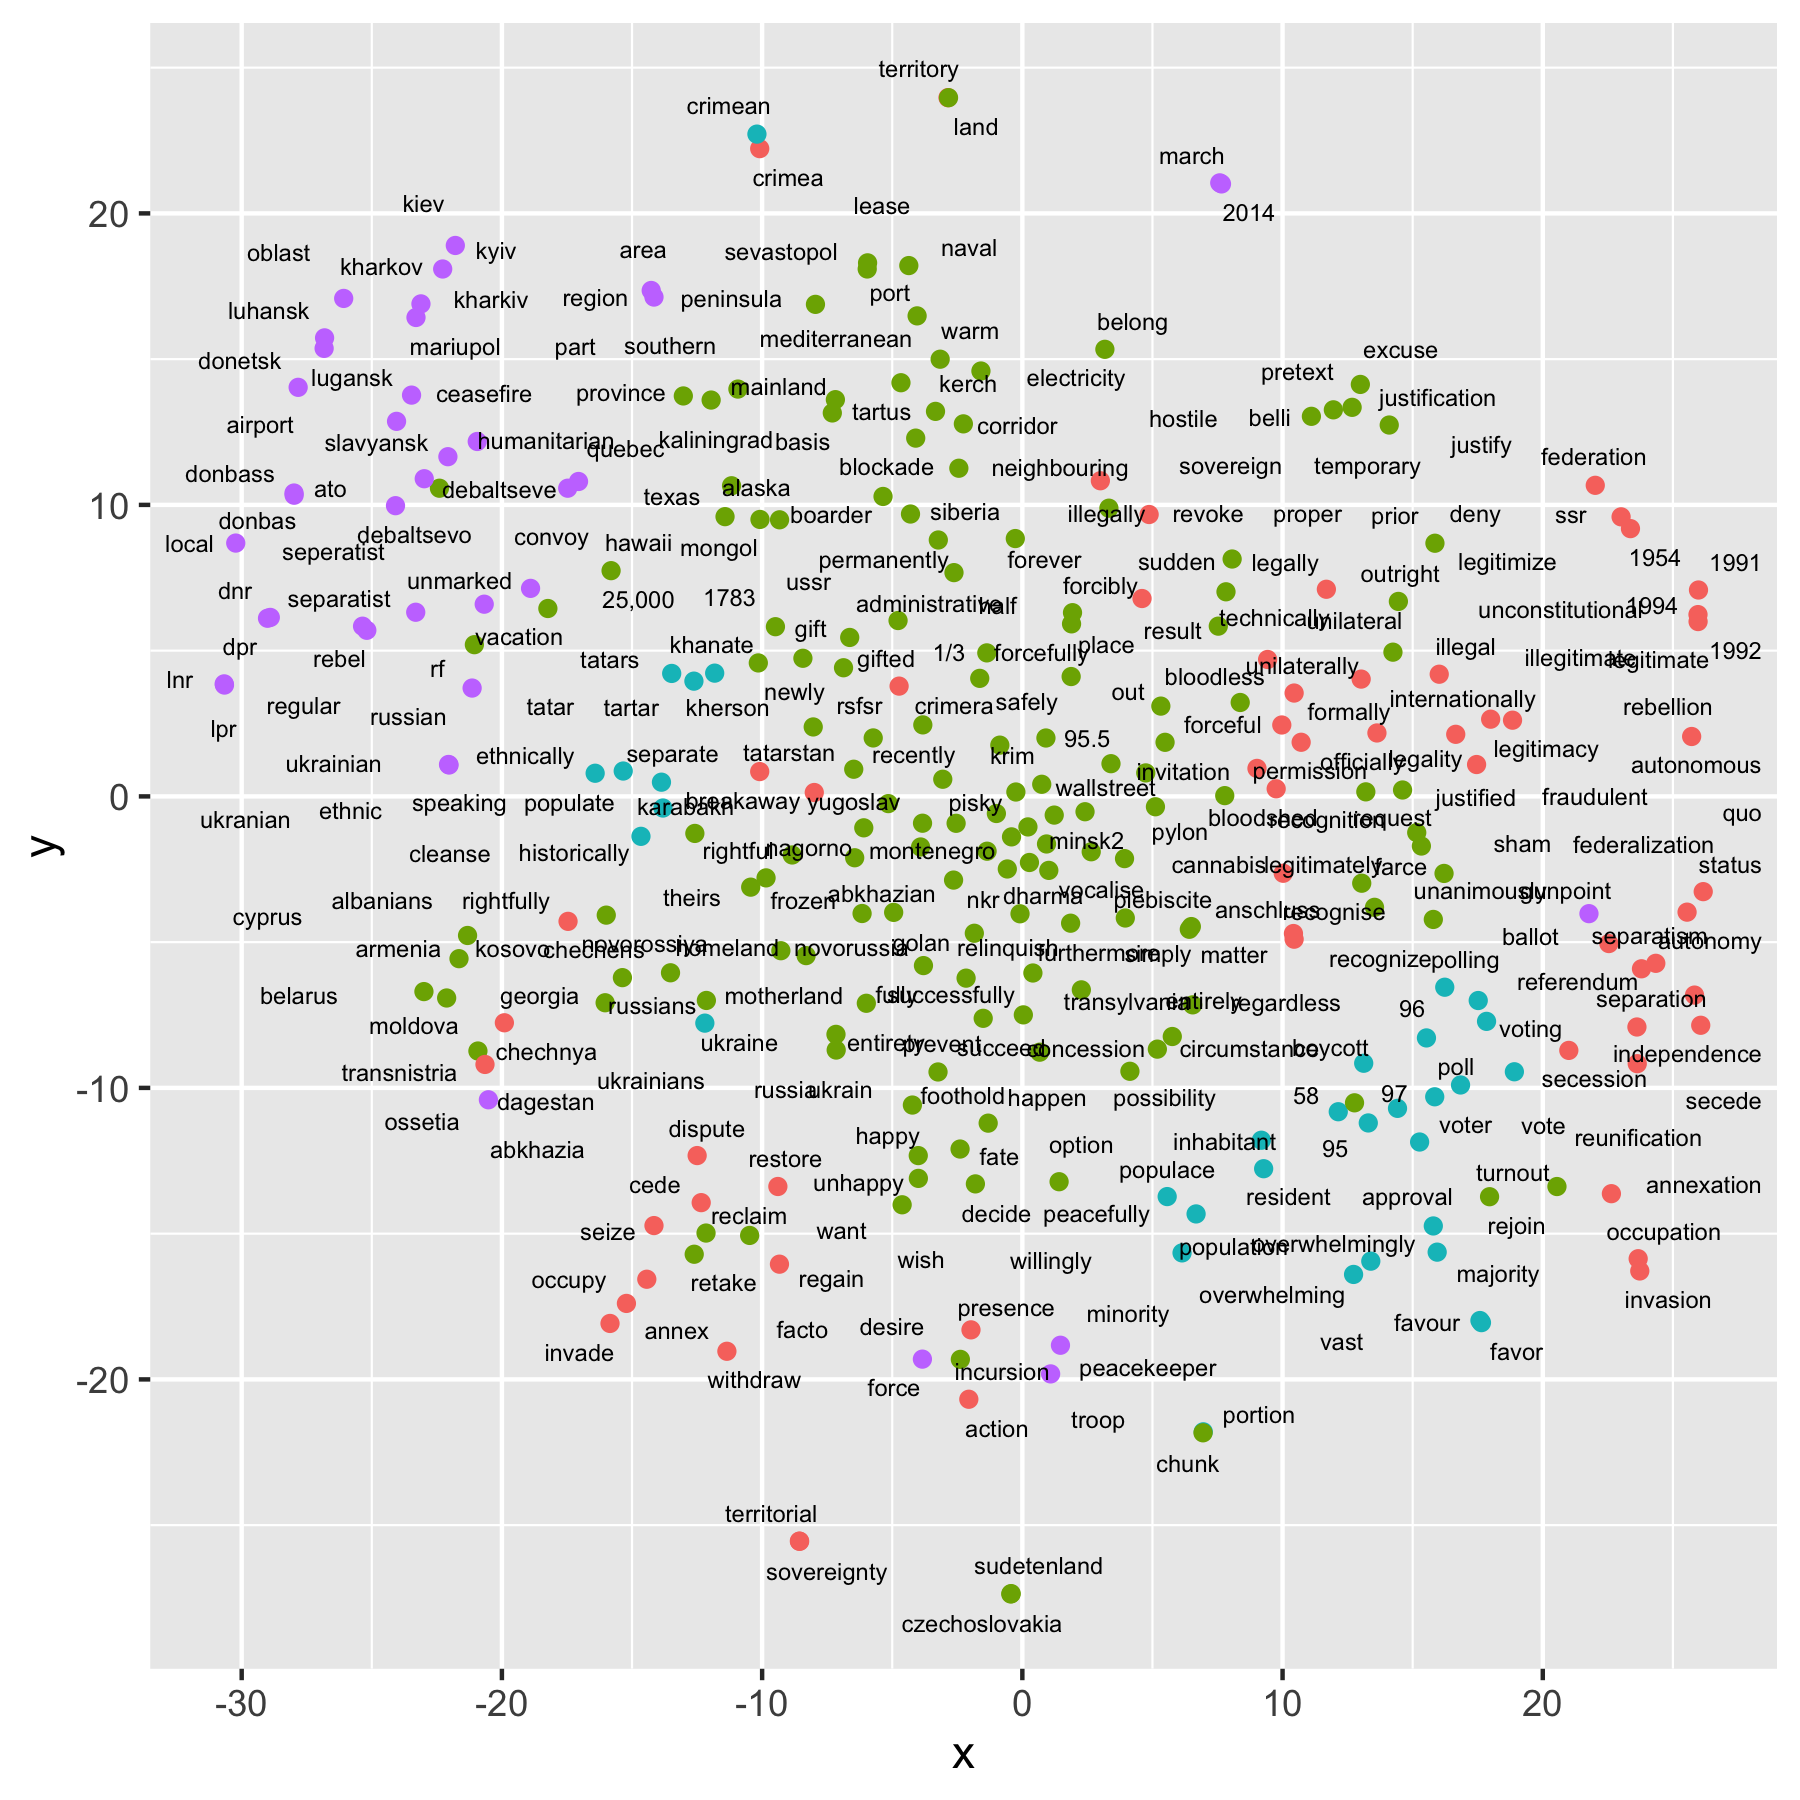 territory
crimean
land
march
crimea
kiev
lease
20
2014
oblast
kharkov
kyiv
area
sevastopol
naval
luhansk
kharkiv
region
peninsula
port
donetsk
mariupol
part
southern
mediterranean
warm
belong
excuse
lugansk
ceasefire
province
mainland
kerch
electricity
pretext
justification
airport
slavyansk
humanitarian
quebec
kaliningrad
basis
tartus
corridor
hostile
belli
justify
donbass
ato
debaltseve
texas
alaska
blockade
neighbouring
sovereign
temporary
federation
10
donbas
debaltsevo
convoy
boarder
siberia
illegally
revoke
proper
prior
deny
ssr
local
seperatist
hawaii
mongol
permanently
forever
sudden
legally
outright
legitimize
1954
1991
dnr
separatist
unmarked
25,000
1783
ussr
administrative
half
forcibly
technically
unilateral
unconstitutional
1994
dpr
rebel
vacation
tatars
khanate
gift
gifted
1/3
forcefully
place
result
unilaterally
illegal
illegitimate
legitimate
1992
lnr
rf
regular
russian
tatar
tartar
kherson
newly
rsfsr
crimera
safely
out
bloodless
forceful
formally
internationally
rebellion
lpr
ukrainian
ethnically
separate
tatarstan
recently
krim
95.5
invitation
permission
officially
legality
legitimacy
autonomous
0
ukranian
ethnic
speaking
populate
karabakh
breakaway
yugoslav
pisky
wallstreet
bloodshed
recognition
request
justified
fraudulent
quo
cleanse
historically
rightful
nagorno
montenegro
minsk2
pylon
cannabis
legitimately
farce
sham
federalization
status
albanians
rightfully
theirs
frozen
abkhazian
nkr
dharma
vocalise
plebiscite
anschluss
recognise
unanimously
gunpoint
cyprus
armenia
kosovo
chechens
novorossiya
homeland
novorussia
golan
relinquish
furthermore
simply
matter
recognize
polling
ballot
separatism
autonomy
belarus
georgia
russians
motherland
fully
successfully
transylvania
entirely
regardless
96
referendum
separation
moldova
chechnya
ukraine
entirety
prevent
succeed
concession
circumstance
boycott
voting
independence
transnistria
ukrainians
poll
secession
-10
dagestan
russia
ukrain
foothold
happen
possibility
58
97
secede
ossetia
abkhazia
dispute
restore
happy
fate
option
inhabitant
95
voter
vote
reunification
cede
unhappy
populace
resident
approval
turnout
annexation
seize
reclaim
want
decide
peacefully
population
overwhelmingly
rejoin
occupation
occupy
retake
regain
wish
willingly
overwhelming
majority
invasion
invade
annex
facto
desire
presence
minority
vast
favour
favor
-20
withdraw
force
incursion
peacekeeper
action
troop
portion
chunk
territorial
sovereignty
sudetenland
czechoslovakia
-30
-20
-10
0
10
20
x
y